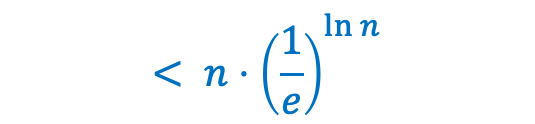 < n · (1/e)^{ln n}